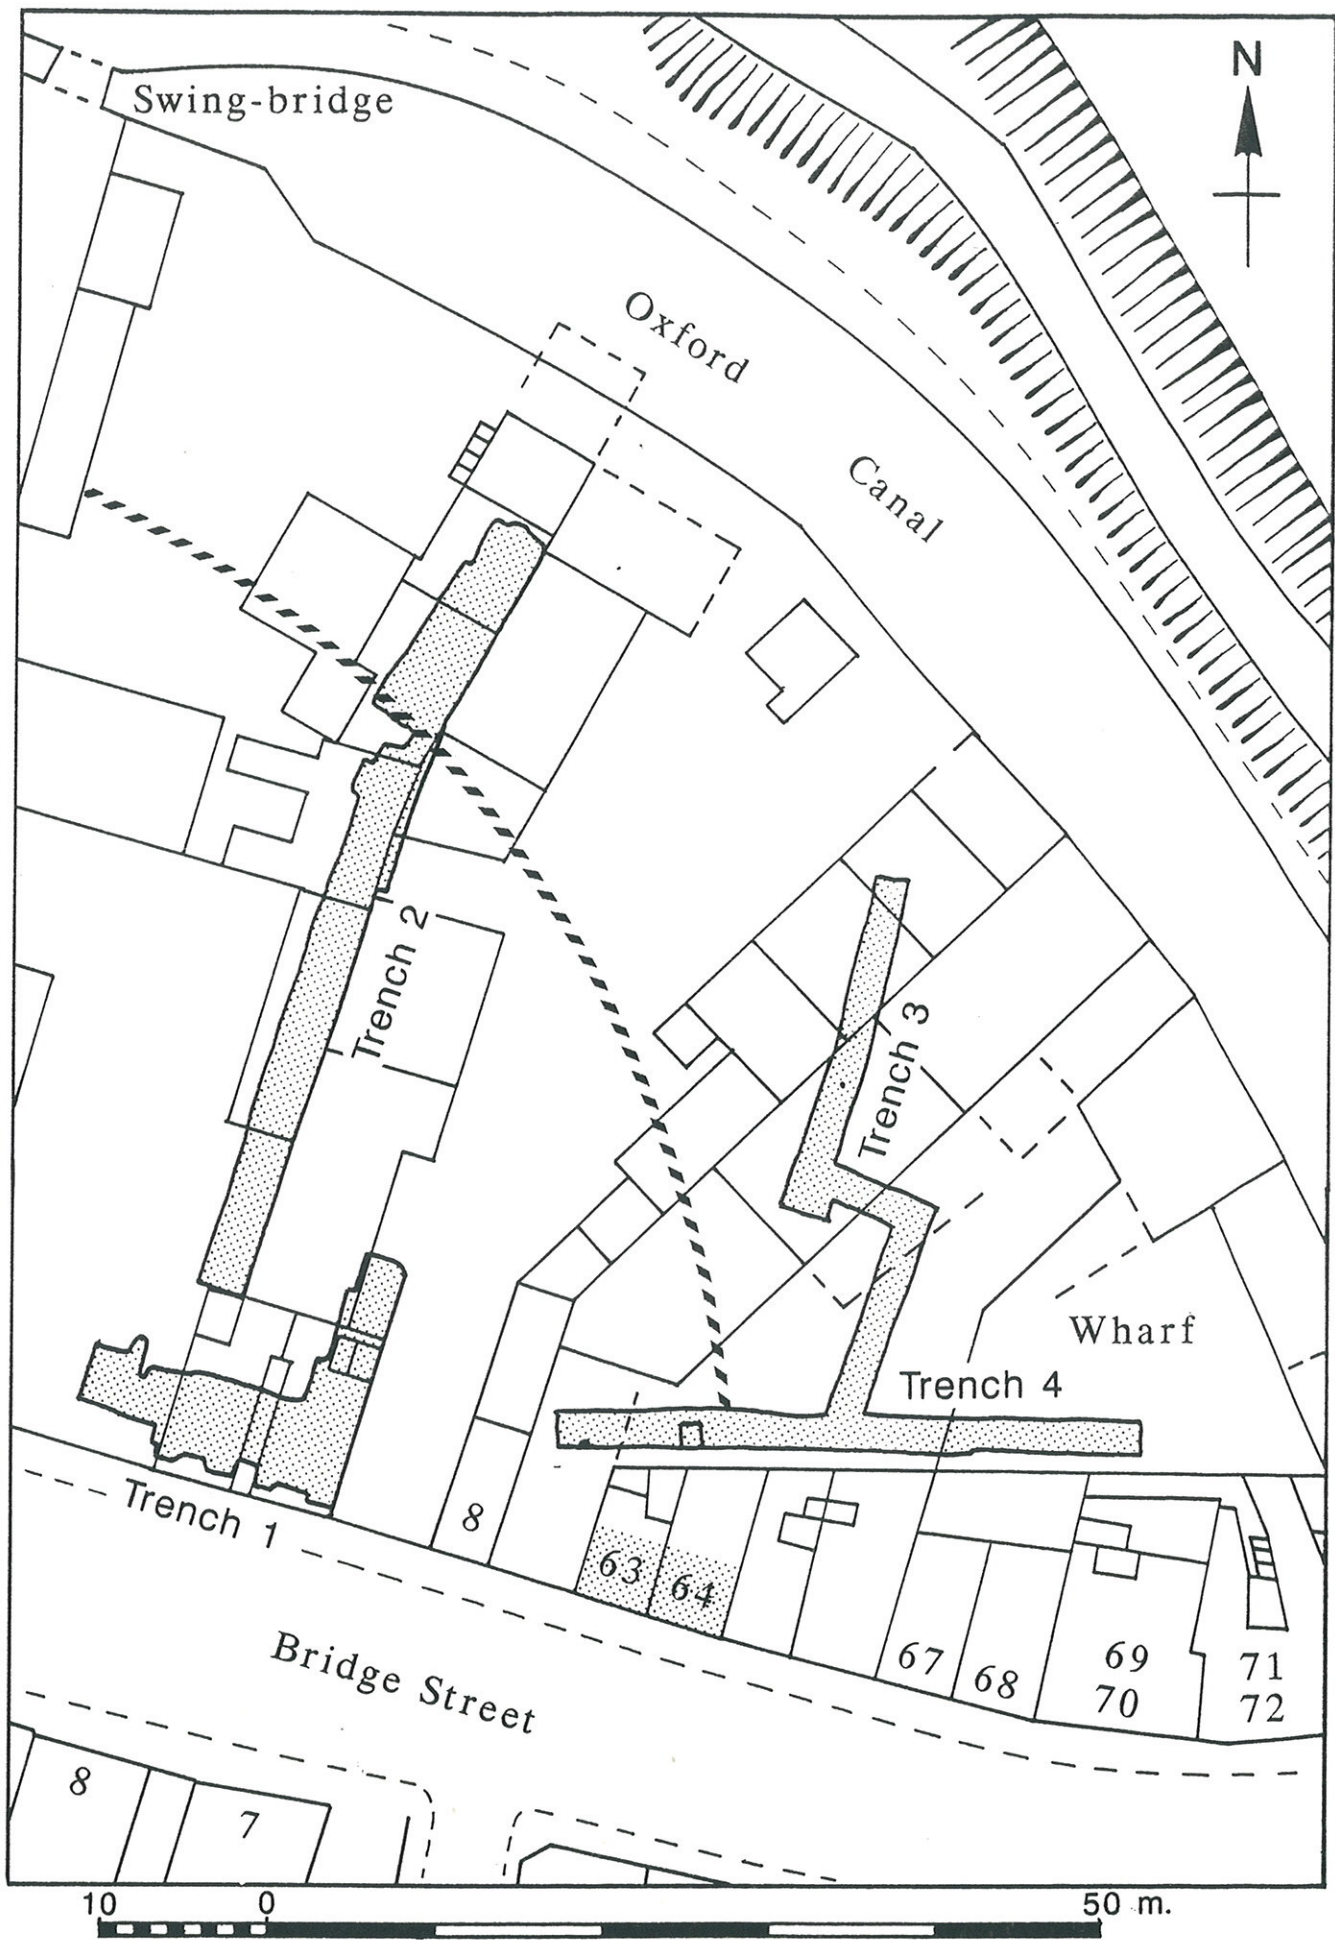 N
Swing-bridge
Oxford
Canal
Trench 2
Trench 3
Wharf
Trench 4
Trench 1
8
63
64
67
68
69
70
71
72
Bridge Street
8
7
10 0 50 m.